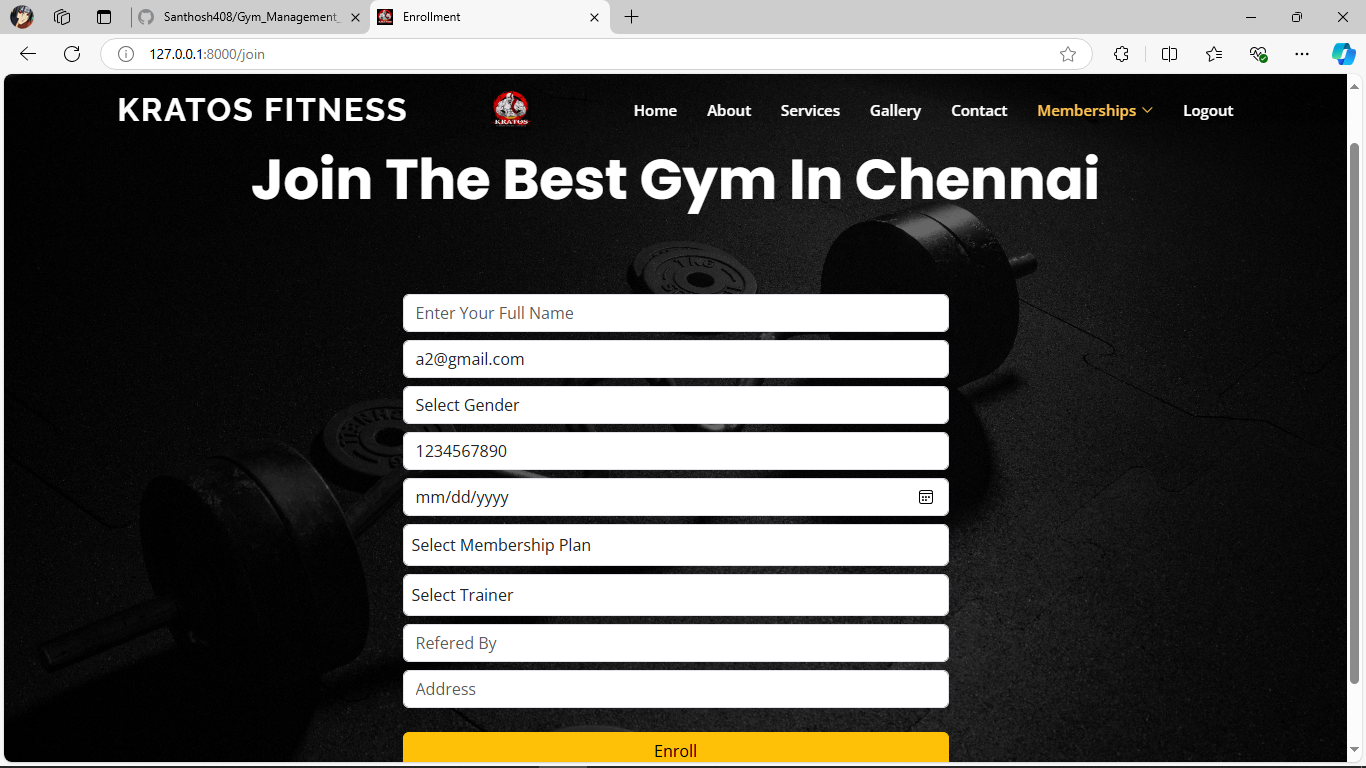 Santhosh408/Gym_Management_
Enrollment
127.0.0.1:8000/join
KRATOS FITNESS
KRATOS
Home
About
Services
Gallery
Contact
Memberships
Logout
Join The Best Gym In Chennai
Enter Your Full Name
a2@gmail.com
Select Gender
1234567890
mm/dd/yyyy
Select Membership Plan
Select Trainer
Refered By
Address
Enroll